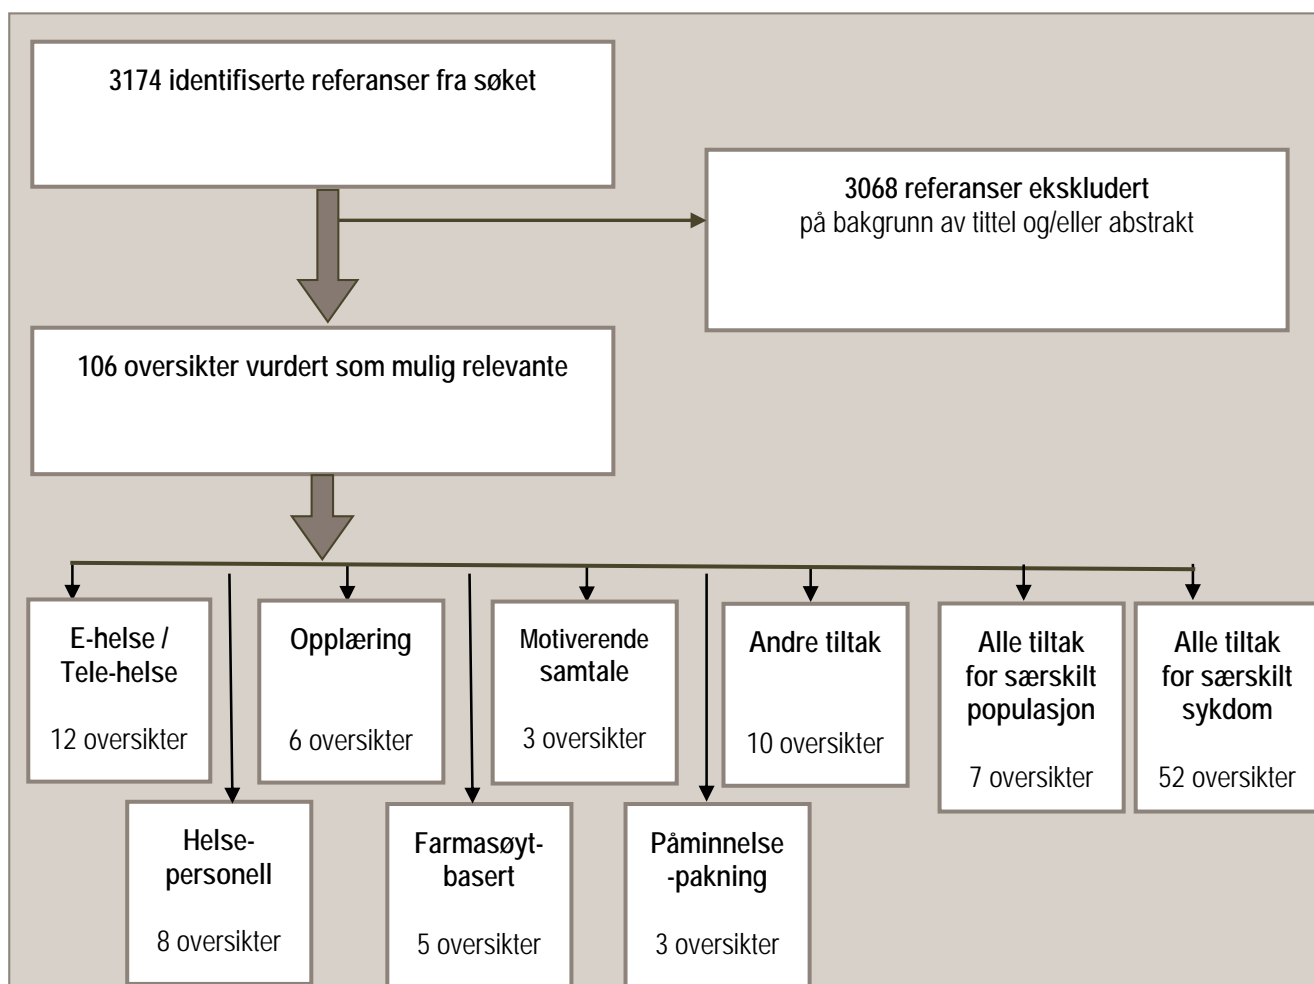 3174 identifiserte referanser fra søket
3068 referanser ekskludert
på bakgrunn av tittel og/eller abstrakt
106 oversikter vurdert som mulig relevante
E-helse /
Tele-helse
12 oversikter
Opplæring
6 oversikter
Motiverende
samtale
3 oversikter
Andre tiltak
10 oversikter
Alle tiltak
for særskilt
populasjon
7 oversikter
Alle tiltak
for særskilt
sykdom
52 oversikter
Helse-
personell
8 oversikter
Farmasøyt-
basert
5 oversikter
Påminnelse
-pakning
3 oversikter